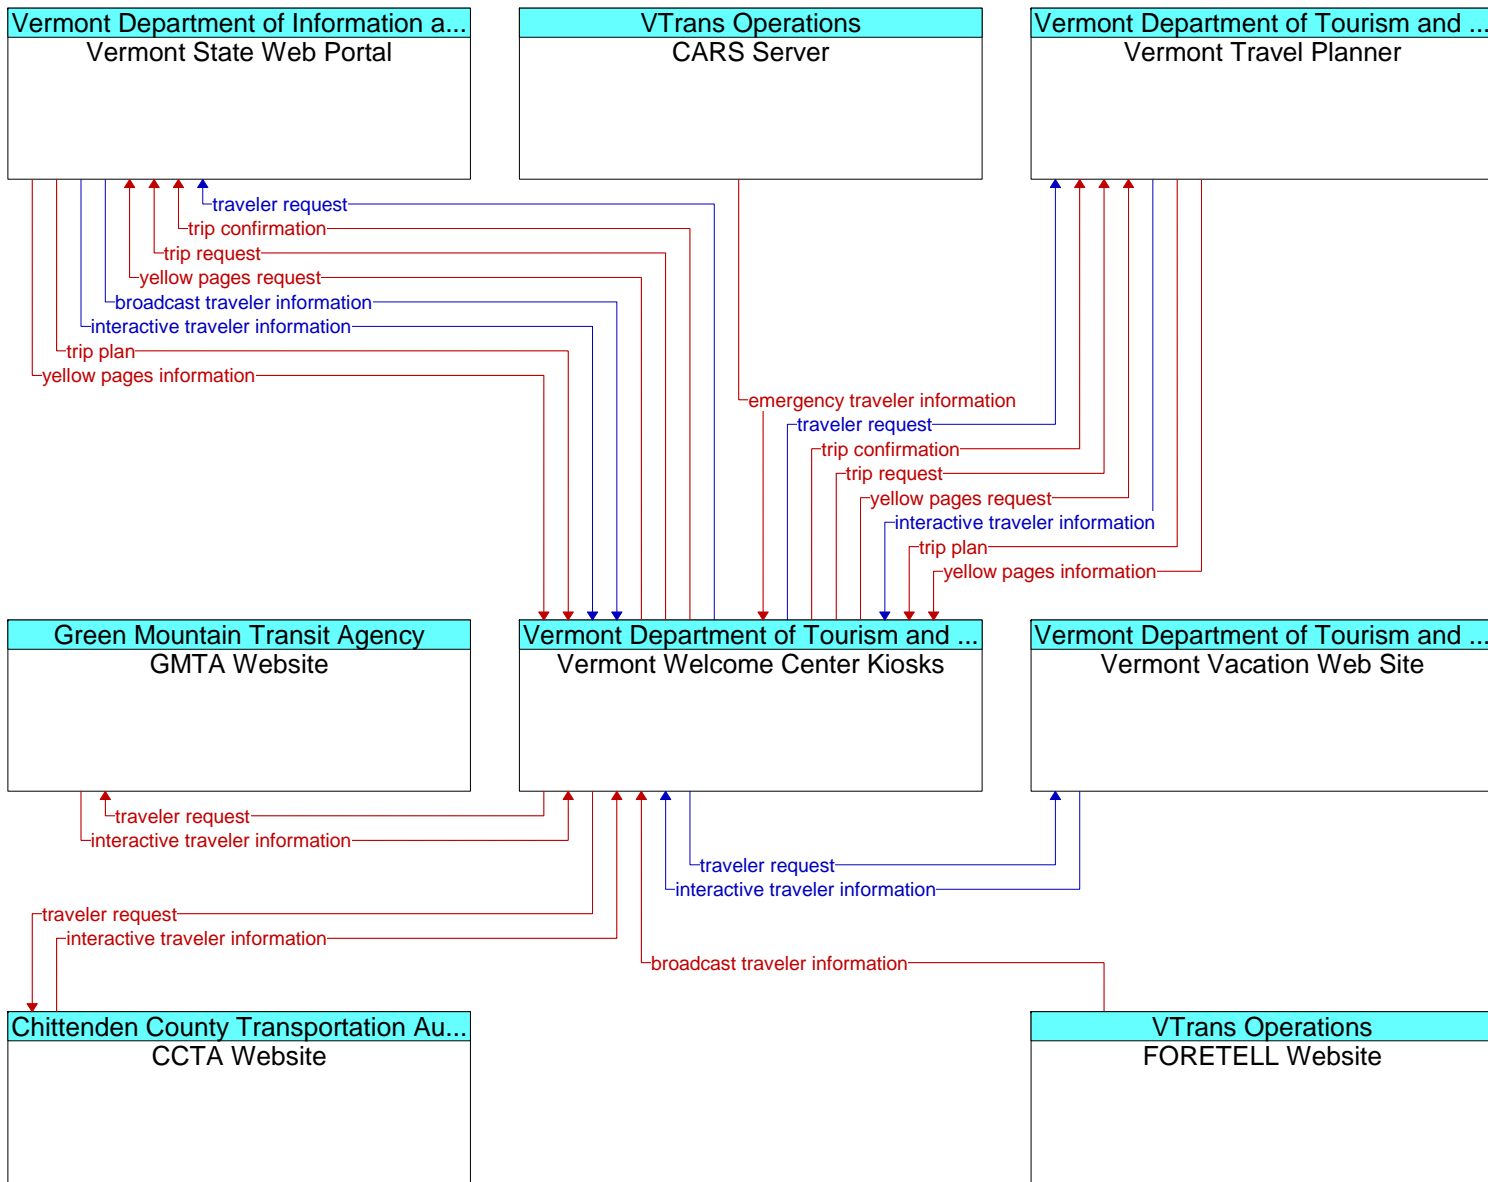 Vermont Department of Information a...
Vermont State Web Portal
VTrans Operations
CARS Server
Vermont Department of Tourism and ...
Vermont Travel Planner
traveler request
trip confirmation
trip request
yellow pages request
broadcast traveler information
interactive traveler information
trip plan
yellow pages information
emergency traveler information
traveler request
trip confirmation
trip request
yellow pages request
interactive traveler information
trip plan
yellow pages information
Green Mountain Transit Agency
GMTA Website
Vermont Department of Tourism and ...
Vermont Welcome Center Kiosks
Vermont Department of Tourism and ...
Vermont Vacation Web Site
traveler request
interactive traveler information
traveler request
interactive traveler information
traveler request
interactive traveler information
broadcast traveler information
Chittenden County Transportation Au...
CCTA Website
VTrans Operations
FORETELL Website